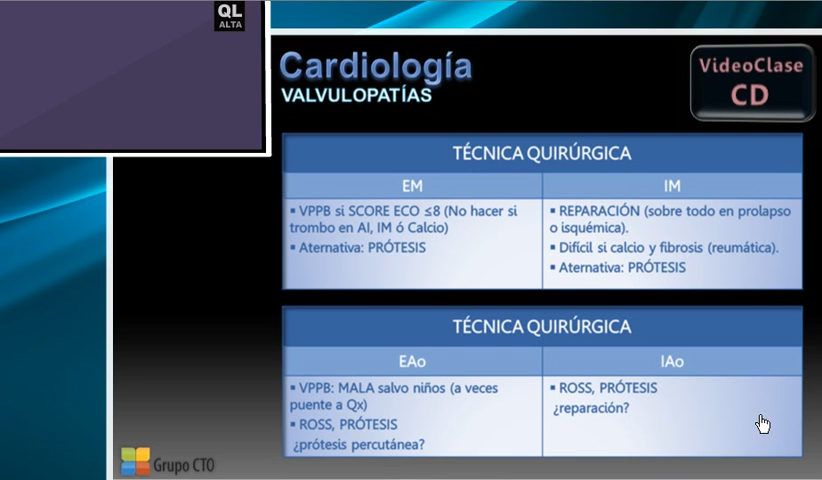 QL
ALTA
Cardiología
VALVULOPATÍAS
VideoClase
CD
TÉCNICA QUIRÚRGICA
EM
IM
▪ VPPB si SCORE ECO ≤8 (No hacer si
trombo en AI, IM ó Calcio)
▪ Aternativa: PRÓTESIS
▪ REPARACIÓN (sobre todo en prolapso
o isquémica).
▪ Difícil si calcio y fibrosis (reumática).
▪ Aternativa: PRÓTESIS
TÉCNICA QUIRÚRGICA
EAo
IAo
▪ VPPB: MALA salvo niños (a veces
puente a Qx)
▪ ROSS, PRÓTESIS
¿prótesis percutánea?
▪ ROSS, PRÓTESIS
¿reparación?
Grupo CTO